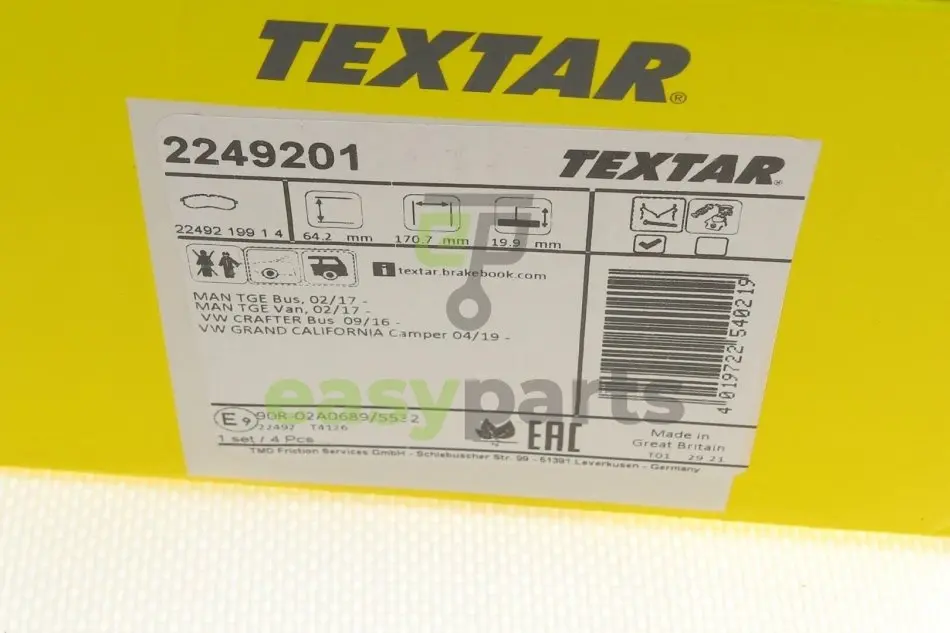 TEXTAR®
2249201
TEXTAR®
22492 199 1 4
64.2 mm
170.7 mm
19.9 mm
i textar.brakebook.com
MAN TGE Bus, 02/17 -
MAN TGE Van, 02/17 -
VW CRAFTER Bus 09/16 -
VW GRAND CALIFORNIA Camper 04/19 -
4 019722 540219
easyparts
E9 90R-02A0689/5532
22492 T4126
EAC
1 set / 4 Pcs
Made in
Great Britain
T01 29 21
TMD Friction Services GmbH - Schlebuscher Str. 99 - 51381 Leverkusen - Germany